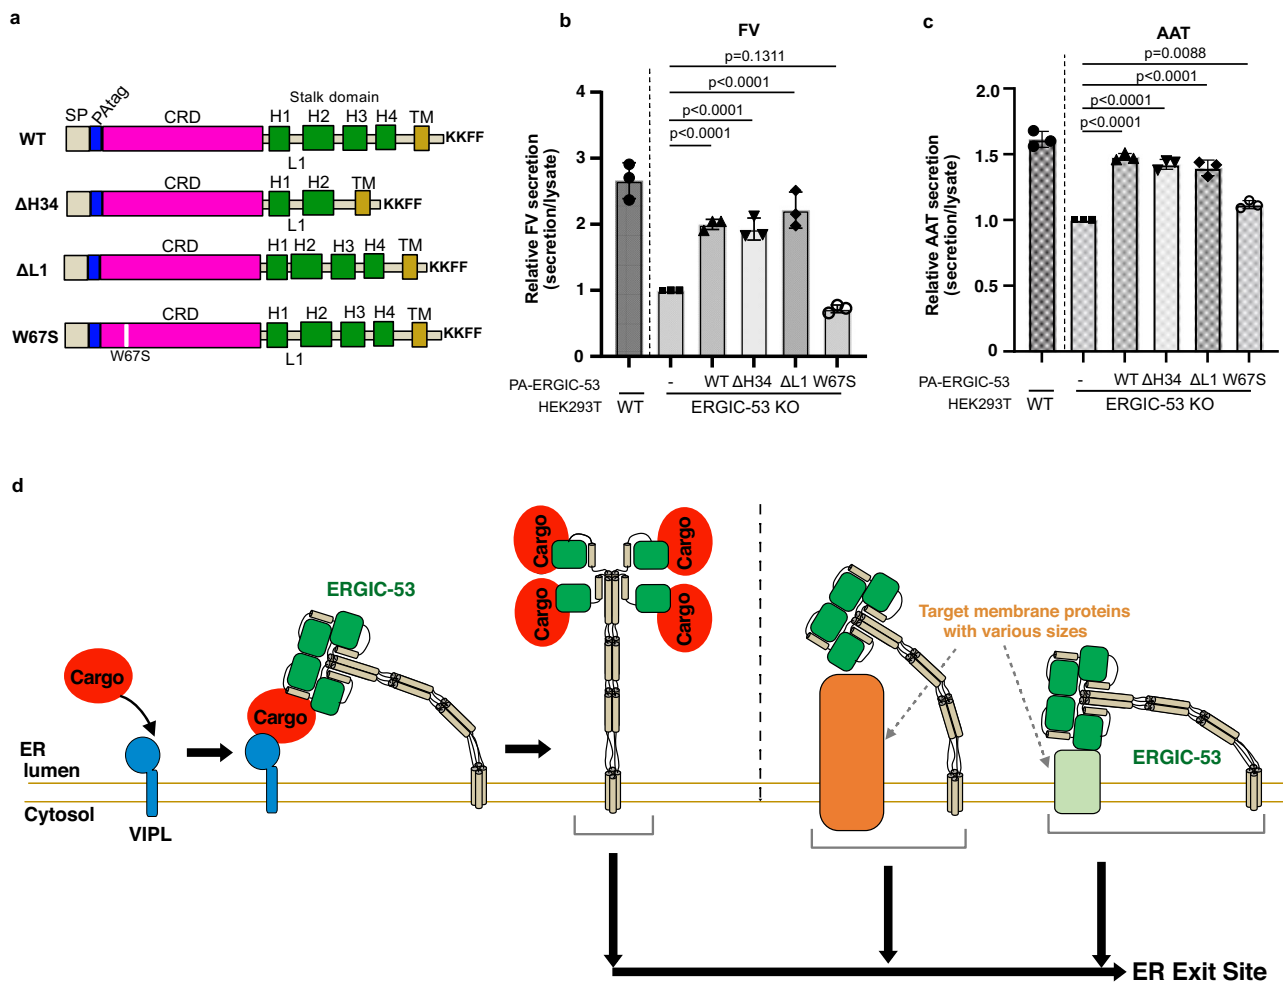 a
SP
PAtag
CRD
Stalk domain
H1 H2 H3 H4 TM
WT
KKFF
L1
CRD
H1 H2 TM
ΔH34
KKFF
L1
CRD
H1 H2 H3 H4 TM
ΔL1
KKFF
CRD
H1 H2 H3 H4 TM
W67S
KKFF
W67S
L1
b
FV
p=0.1311
p<0.0001
p<0.0001
p<0.0001
Relative FV secretion
(secretion/lysate)
4
3
2
1
0
PA-ERGIC-53 - WT ΔH34 ΔL1 W67S
HEK293T WT ERGIC-53 KO
c
AAT
p=0.0088
p<0.0001
p<0.0001
p<0.0001
Relative AAT secretion
(secretion/lysate)
2.0
1.5
1.0
0.5
0
PA-ERGIC-53 - WT ΔH34 ΔL1 W67S
HEK293T WT ERGIC-53 KO
d
Cargo
ERGIC-53
Cargo
Cargo
Cargo
Cargo
Cargo
Target membrane proteins
with various sizes
ERGIC-53
ER
lumen
Cytosol
VIPL
ER Exit Site